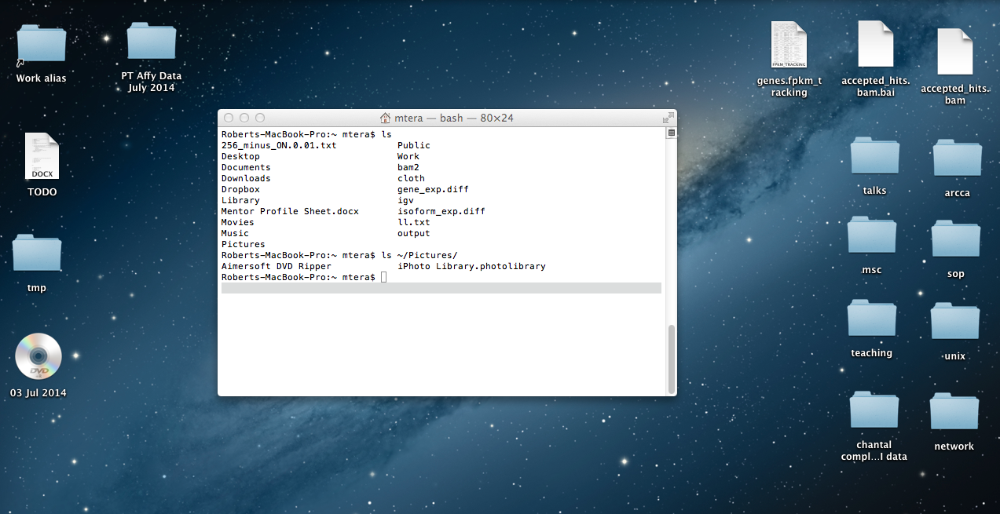 Work alias
PT Affy Data
July 2014
genes.fpkm_t
racking
FPKM_TRACKING
accepted_hits.
bam.bai
accepted_hits.
bam
mtera — bash — 80×24
Roberts-MacBook-Pro:~ mtera$ ls
256_minus_ON.0.01.txt Public
Desktop Work
Documents bam2
Downloads cloth
Dropbox gene_exp.diff
Library igv
Mentor Profile Sheet.docx isoform_exp.diff
Movies ll.txt
Music output
Pictures
Roberts-MacBook-Pro:~ mtera$ ls ~/Pictures/
Aimersoft DVD Ripper iPhoto Library.photolibrary
Roberts-MacBook-Pro:~ mtera$
DOCX
TODO
tmp
DVD
03 Jul 2014
talks
arcca
msc
sop
teaching
unix
chantal
compl...I data
network